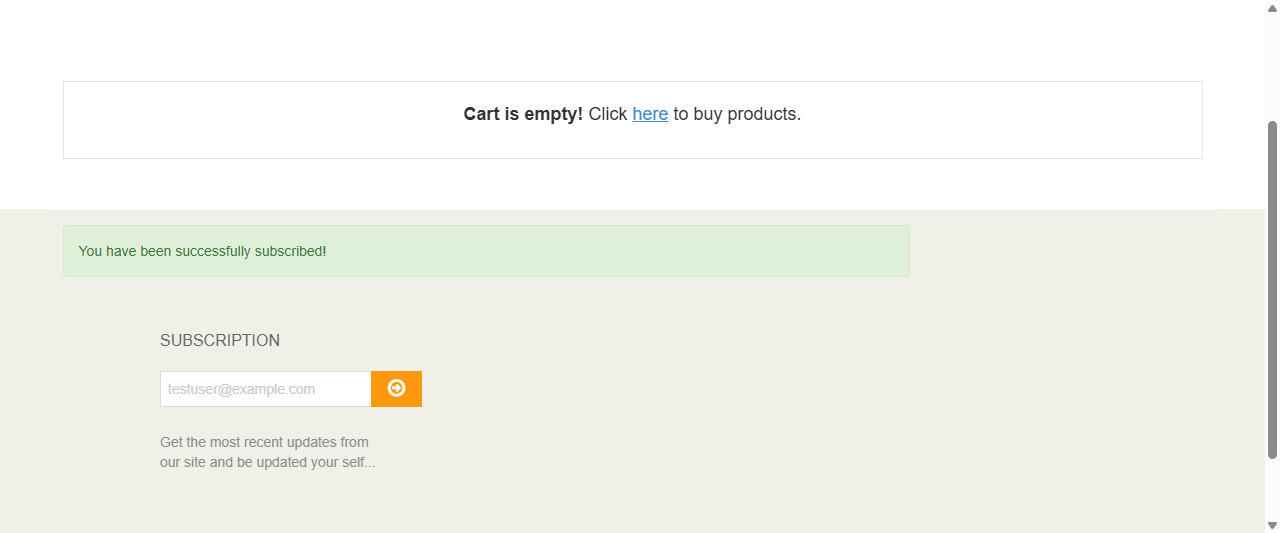 Cart is empty! Click here to buy products.
You have been successfully subscribed!
SUBSCRIPTION
testuser@example.com
Get the most recent updates from
our site and be updated your self...